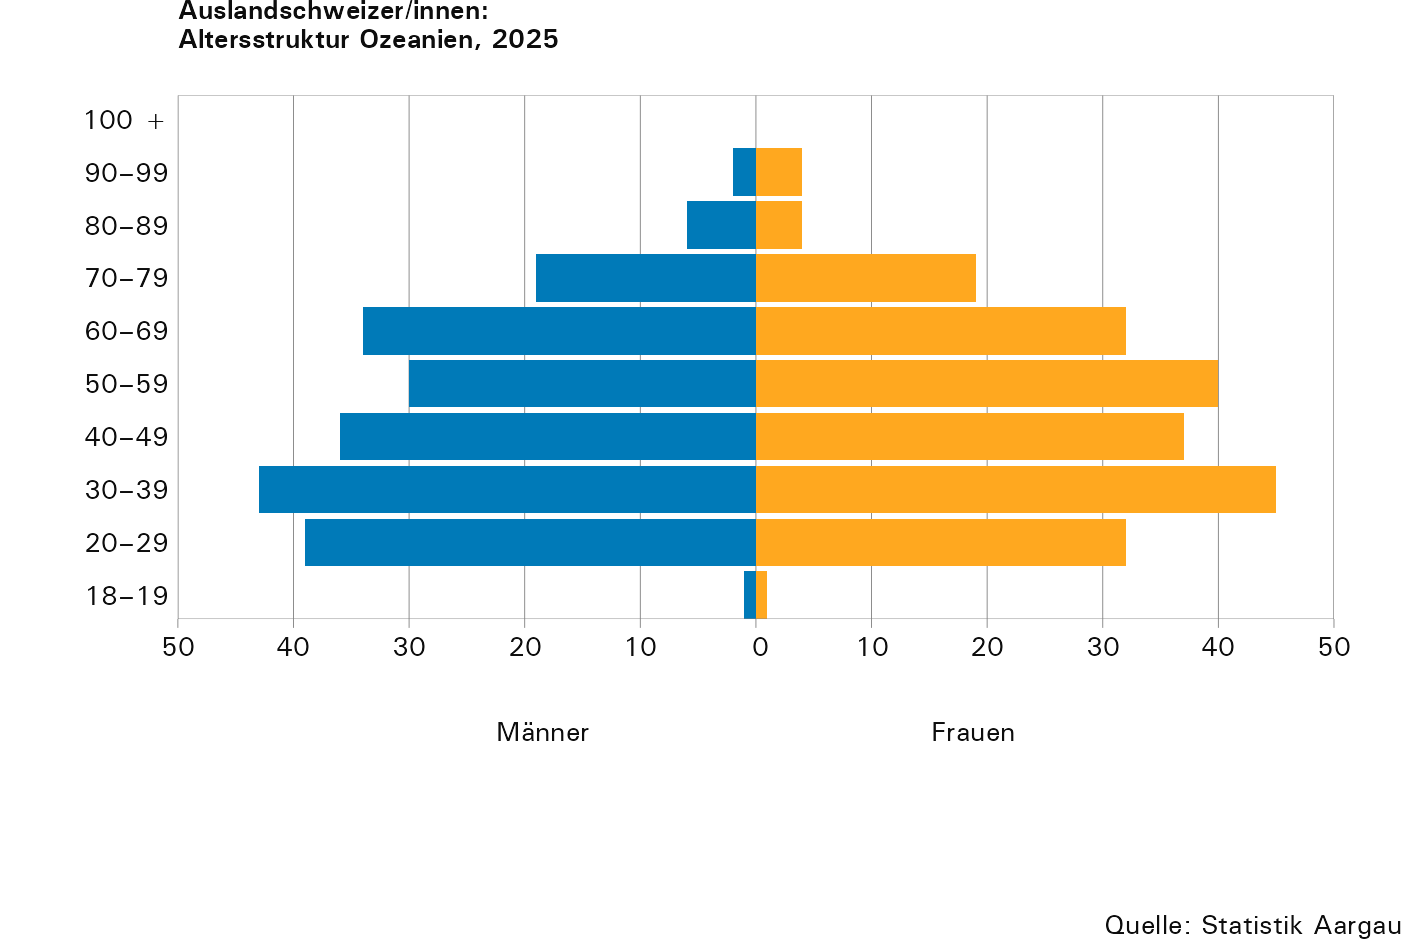 Auslandschweizer/innen:
Altersstruktur Ozeanien, 2025
100 +
90–99
80–89
70–79
60–69
50–59
40–49
30–39
20–29
18–19
50 40 30 20 10 0 10 20 30 40 50
Männer Frauen
Quelle: Statistik Aargau